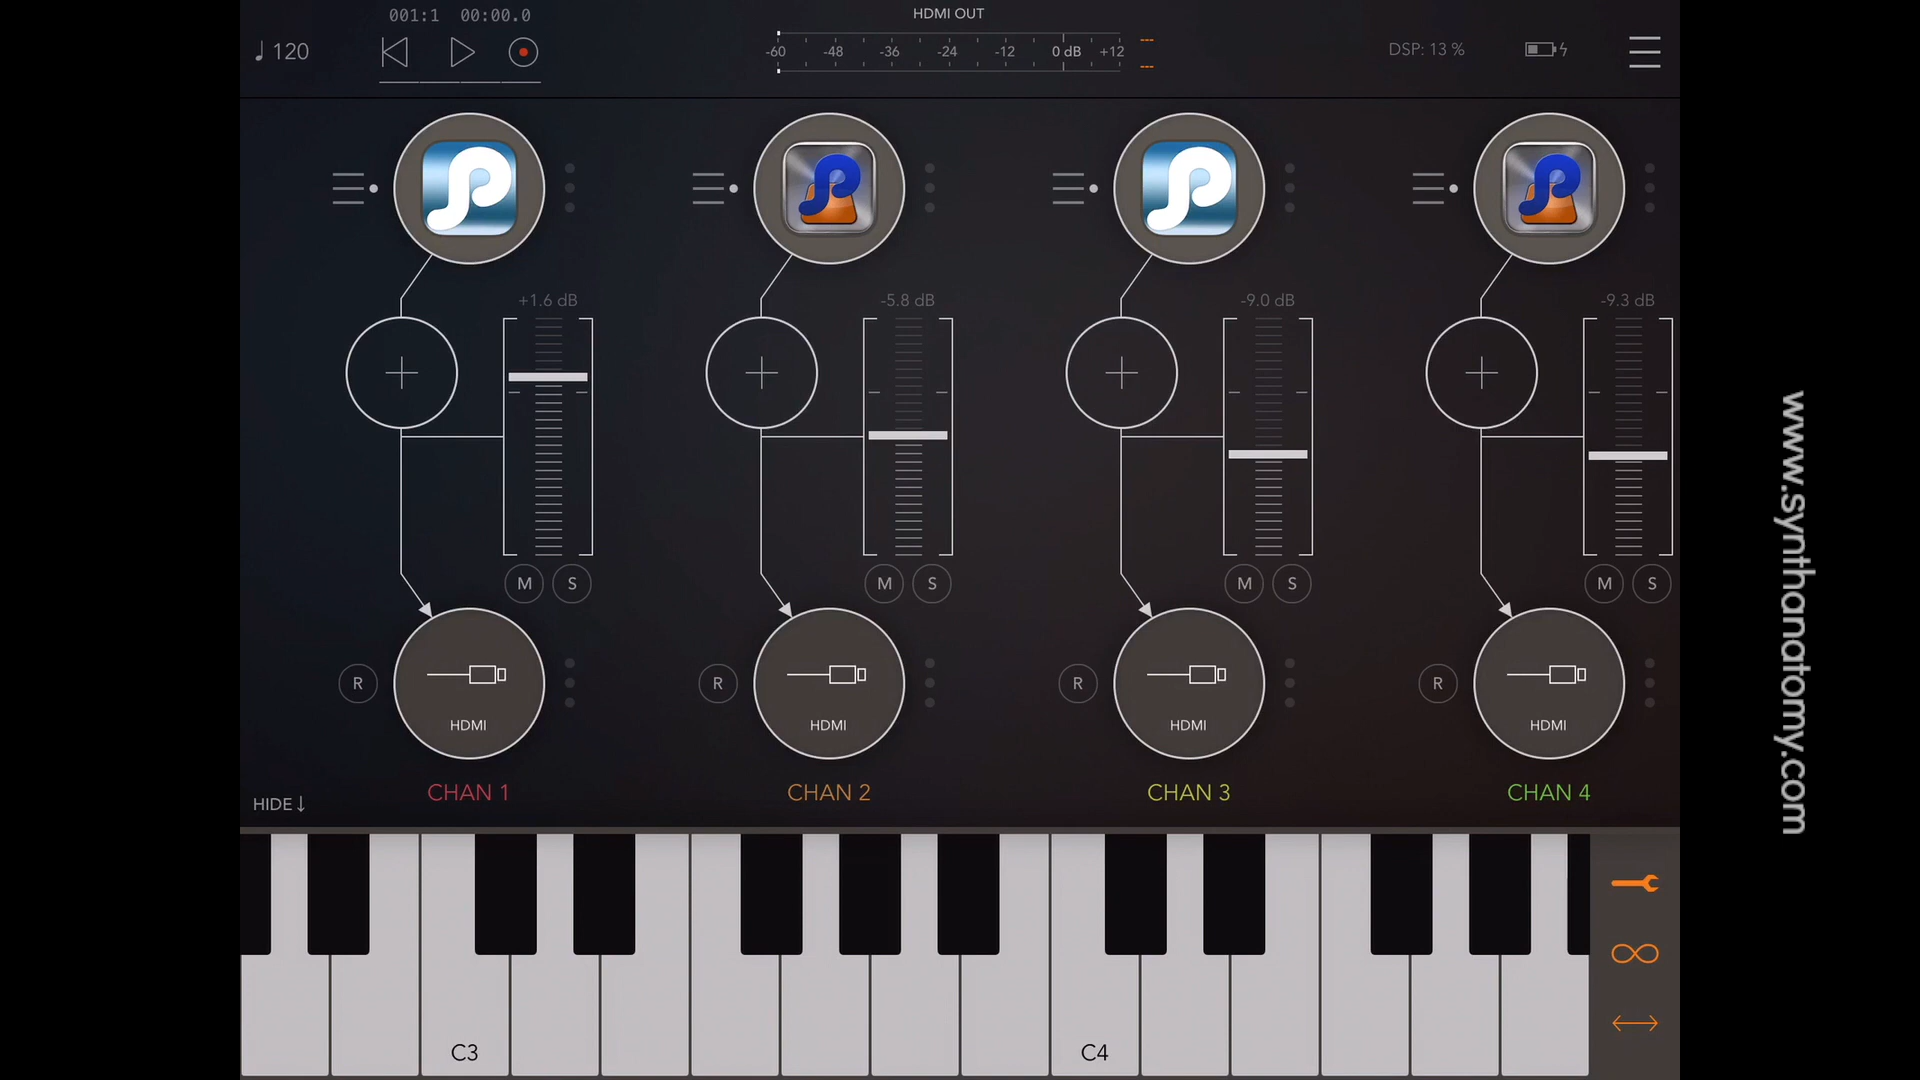 001:1 00:00.0
♩ 120
HDMI OUT
-60 -48 -36 -24 -12 0 dB +12
DSP: 13 %
+1.6 dB
-5.8 dB
-9.0 dB
-9.3 dB
M S
M S
M S
M S
R
HDMI
R
HDMI
R
HDMI
R
HDMI
HIDE↓
CHAN 1
CHAN 2
CHAN 3
CHAN 4
C3
C4
www.synthanatomy.com